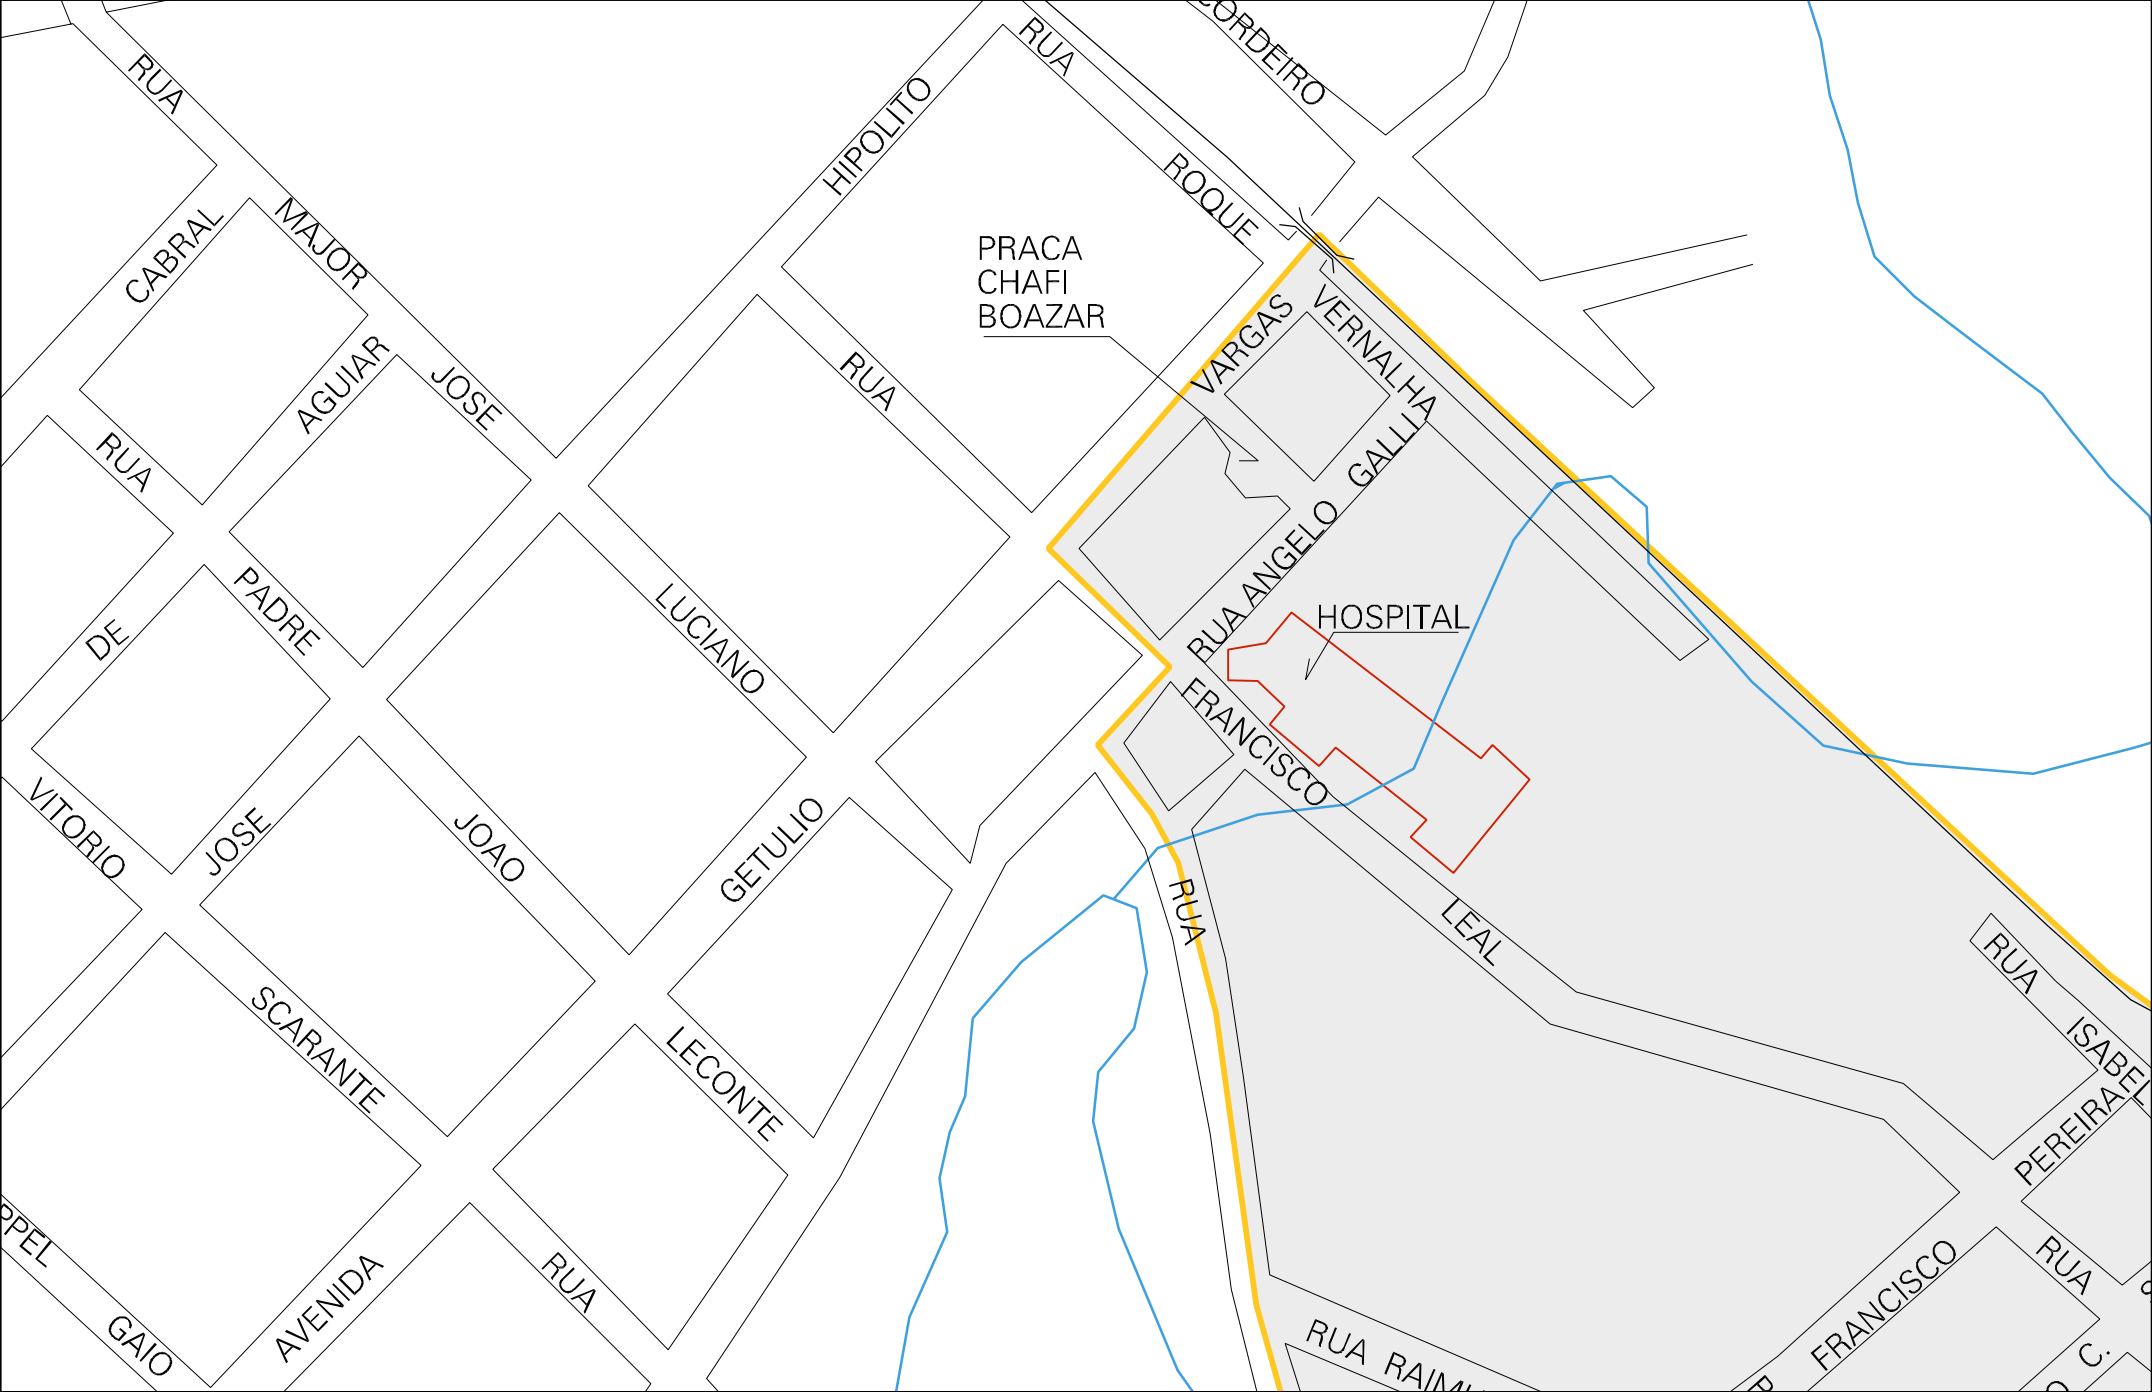 CORDEIRO
RUA
RUA
HIPOLITO
ROQUE
CABRAL
MAJOR
PRACA
CHAFI
BOAZAR
VARGAS
VERNALHA
AGUIAR
JOSE
RUA
RUA
GALLI
RUA ANGELO
HOSPITAL
DE
PADRE
LUCIANO
FRANCISCO
VITORIO
JOSE
JOAO
GETULIO
RUA
LEAL
RUA
SCARANTE
LECONTE
ISABEL
PEREIRA
PPEL
GAIO
AVENIDA
RUA
RUA
FRANCISCO
RUA RAIMU
C.